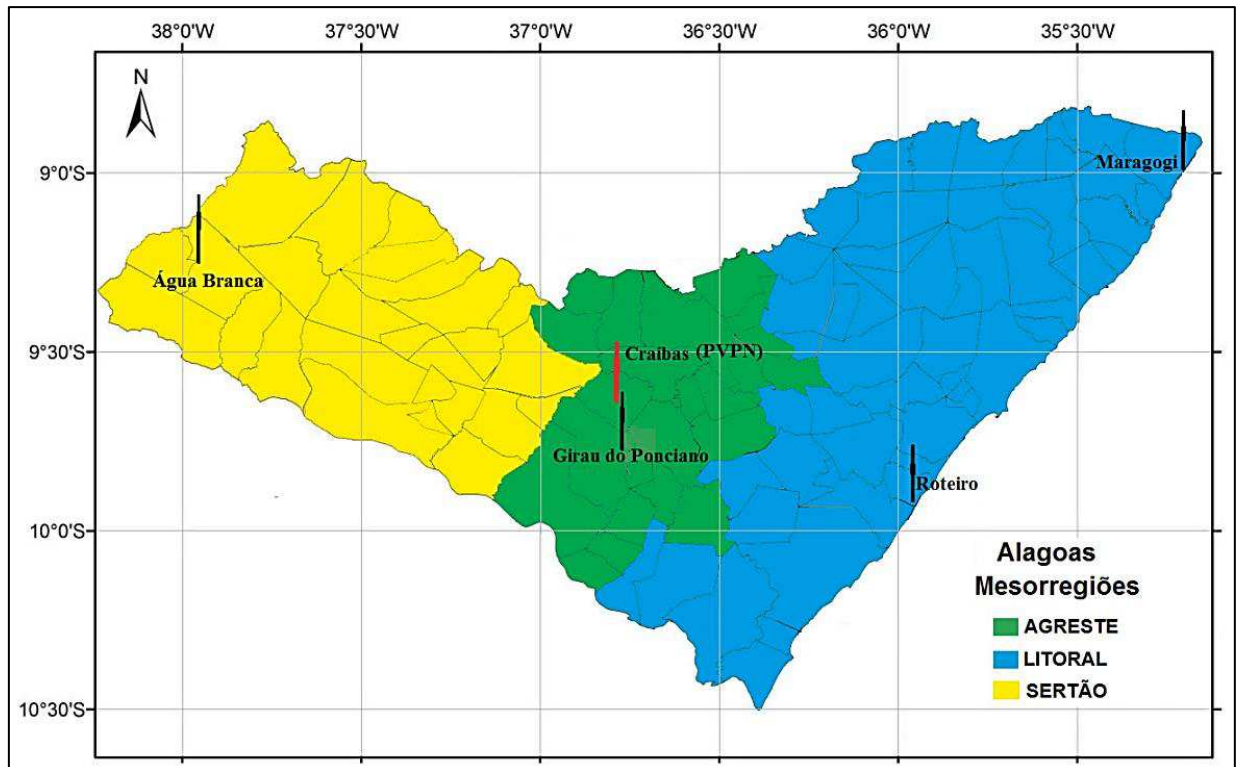 38°0'W 37°30'W 37°0'W 36°30'W 36°0'W 35°30'W
N
Maragogi
9°0'S
Água Branca
9°30'S
Craíbas (PVPN)
Girau do Ponciano
Roteiro
10°0'S
Alagoas
Mesorregiões
AGRESTE
LITORAL
SERTÃO
10°30'S